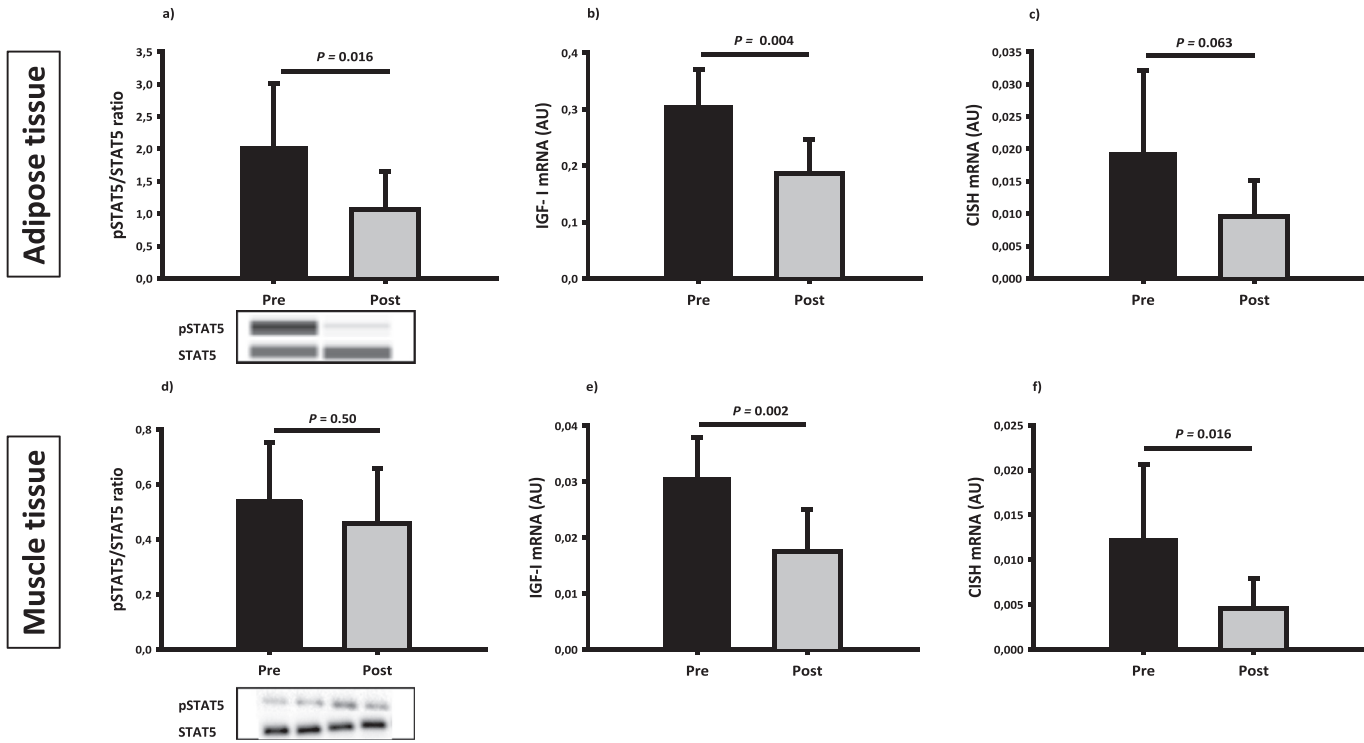 Adipose tissue
a)
P = 0.016
pSTAT5/STAT5 ratio
3,5
3,0
2,5
2,0
1,5
1,0
0,5
0,0
Pre Post
pSTAT5
STAT5
b)
P = 0.004
IGF- I mRNA (AU)
0,4
0,3
0,2
0,1
0,0
Pre Post
c)
P = 0.063
CISH mRNA (AU)
0,035
0,030
0,025
0,020
0,015
0,010
0,005
0,000
Pre Post
Muscle tissue
d)
P = 0.50
pSTAT5/STAT5 ratio
0,8
0,6
0,4
0,2
0,0
Pre Post
pSTAT5
STAT5
e)
P = 0.002
IGF-I mRNA (AU)
0,04
0,03
0,02
0,01
0,00
Pre Post
f)
P = 0.016
CISH mRNA (AU)
0,025
0,020
0,015
0,010
0,005
0,000
Pre Post